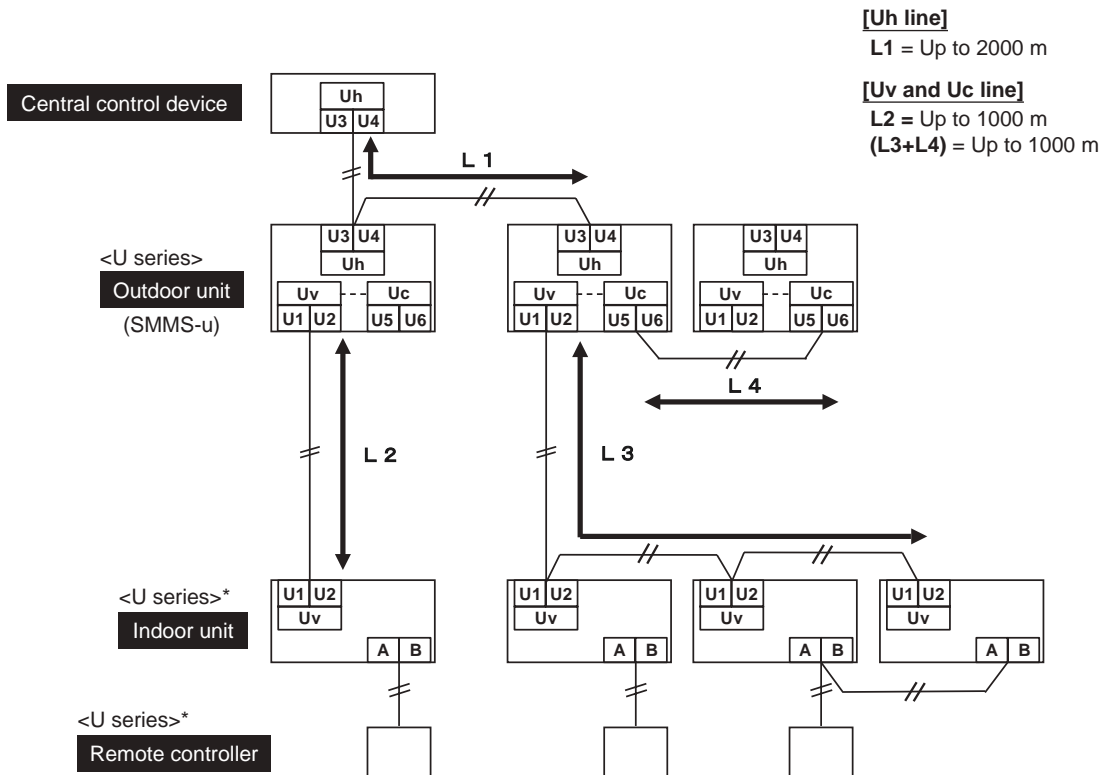 [Uh line]
L1 = Up to 2000 m
[Uv and Uc line]
L2 = Up to 1000 m
(L3+L4) = Up to 1000 m
Central control device
Uh
U3 U4
L 1
<U series>
Outdoor unit
(SMMS-u)
U3 U4 U3 U4 U3 U4
Uh Uh Uh
Uv Uc Uv Uc Uv Uc
U1 U2 U5 U6 U1 U2 U5 U6 U1 U2 U5 U6
L 4
L 2 L 3
<U series>*
Indoor unit
U1 U2 U1 U2 U1 U2 U1 U2
Uv Uv Uv Uv
A B A B A B A B
<U series>*
Remote controller